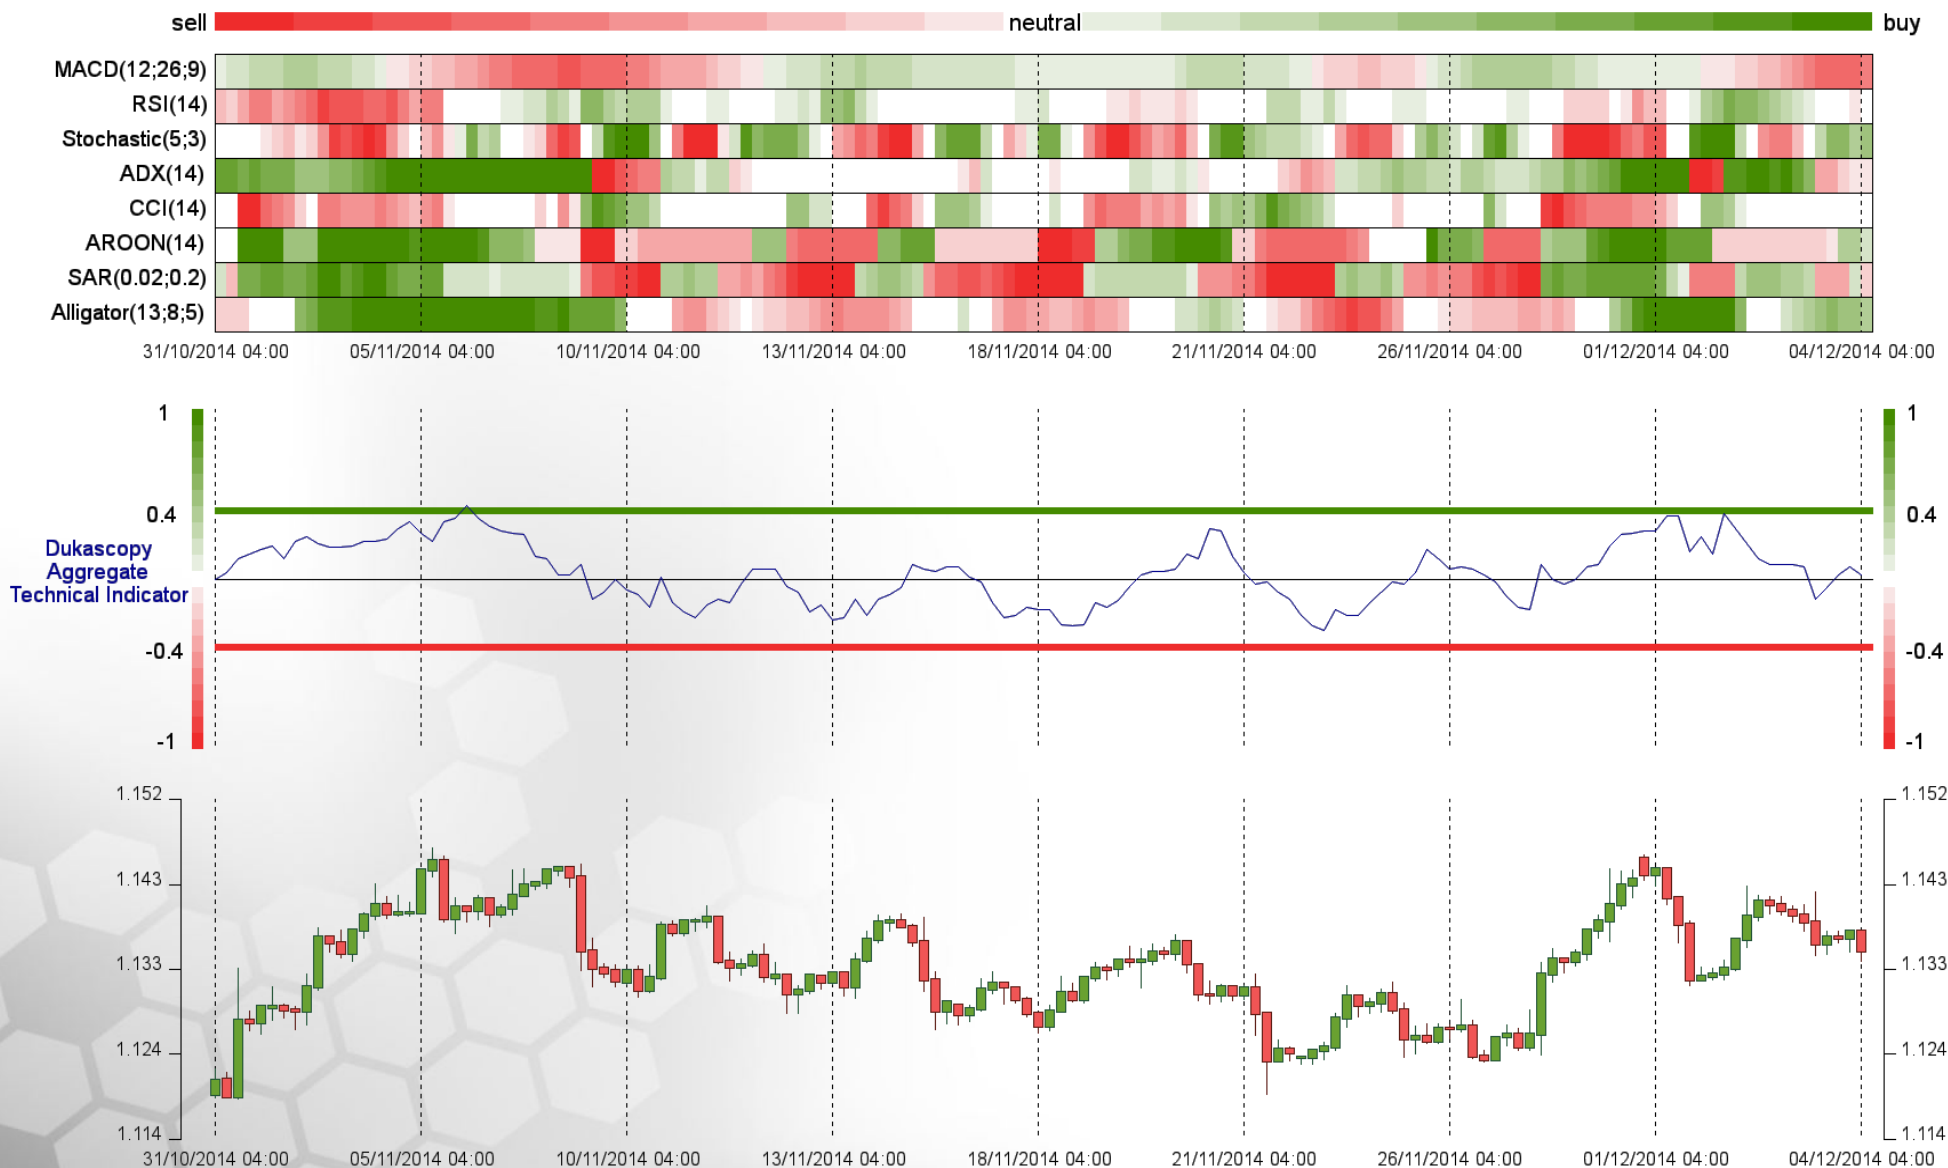 sell neutral buy
MACD(12;26;9)
RSI(14)
Stochastic(5;3)
ADX(14)
CCI(14)
AROON(14)
SAR(0.02;0.2)
Alligator(13;8;5)
31/10/2014 04:00 05/11/2014 04:00 10/11/2014 04:00 13/11/2014 04:00 18/11/2014 04:00 21/11/2014 04:00 26/11/2014 04:00 01/12/2014 04:00 04/12/2014 04:00
1 1
0.4 0.4
Dukascopy
Aggregate
Technical Indicator
-0.4 -0.4
-1 -1
1.152 1.152
1.143 1.143
1.133 1.133
1.124 1.124
1.114 1.114
31/10/2014 04:00 05/11/2014 04:00 10/11/2014 04:00 13/11/2014 04:00 18/11/2014 04:00 21/11/2014 04:00 26/11/2014 04:00 01/12/2014 04:00 04/12/2014 04:00